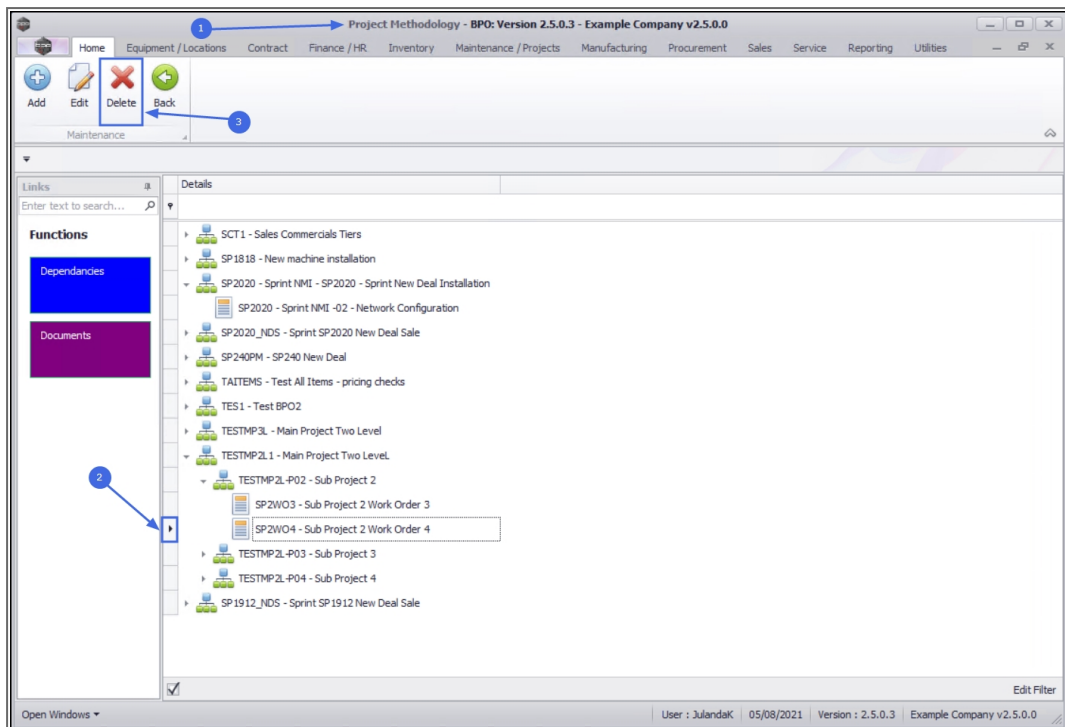 1
Project Methodology - BPO: Version 2.5.0.3 - Example Company v2.5.0.0
Home Equipment / Locations Contract Finance / HR Inventory Maintenance / Projects Manufacturing Procurement Sales Service Reporting Utilities
Add Edit Delete Back
3
Maintenance
Links
Details
Enter text to search...
Functions
Dependancies
Documents
SCT1 - Sales Commercials Tiers
SP1818 - New machine installation
SP2020 - Sprint NMI - SP2020 - Sprint New Deal Installation
SP2020 - Sprint NMI -02 - Network Configuration
SP2020_NDS - Sprint SP2020 New Deal Sale
SP240PM - SP240 New Deal
TAITEMS - Test All Items - pricing checks
TES1 - Test BPO2
TESTMP3L - Main Project Two Level
TESTMP2L1 - Main Project Two LeveL
2
TESTMP2L-P02 - Sub Project 2
SP2WO3 - Sub Project 2 Work Order 3
SP2WO4 - Sub Project 2 Work Order 4
TESTMP2L-P03 - Sub Project 3
TESTMP2L-P04 - Sub Project 4
SP1912_NDS - Sprint SP1912 New Deal Sale
Edit Filter
Open Windows
User : JulandaK 05/08/2021 Version : 2.5.0.3 Example Company v2.5.0.0